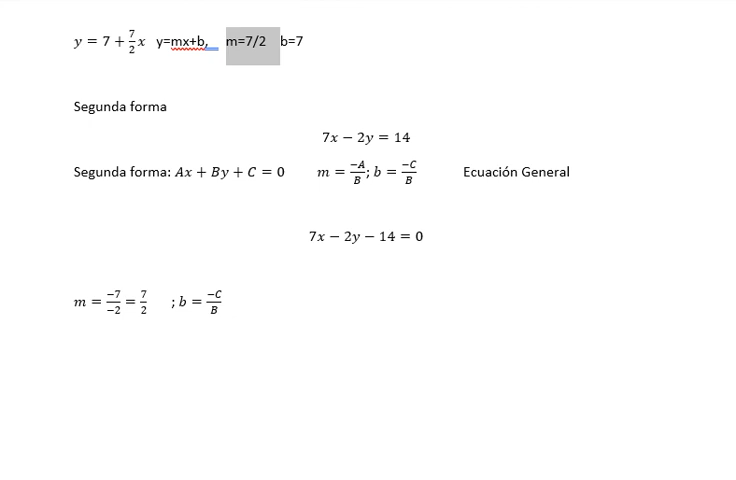 y = 7 + 7/2 x y=mx+b, m=7/2 b=7
Segunda forma
7x − 2y = 14
Segunda forma: Ax + By + C = 0 m = −A/B; b = −C/B Ecuación General
7x − 2y − 14 = 0
m = −7/−2 = 7/2 ; b = −C/B